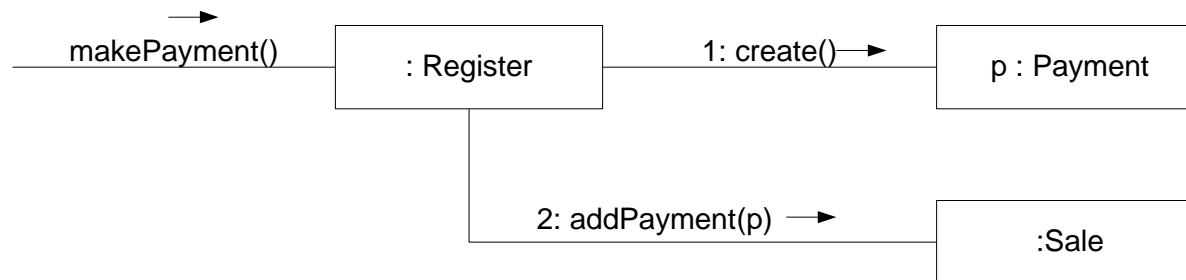 makePayment()
: Register
1: create()
p : Payment
2: addPayment(p)
:Sale